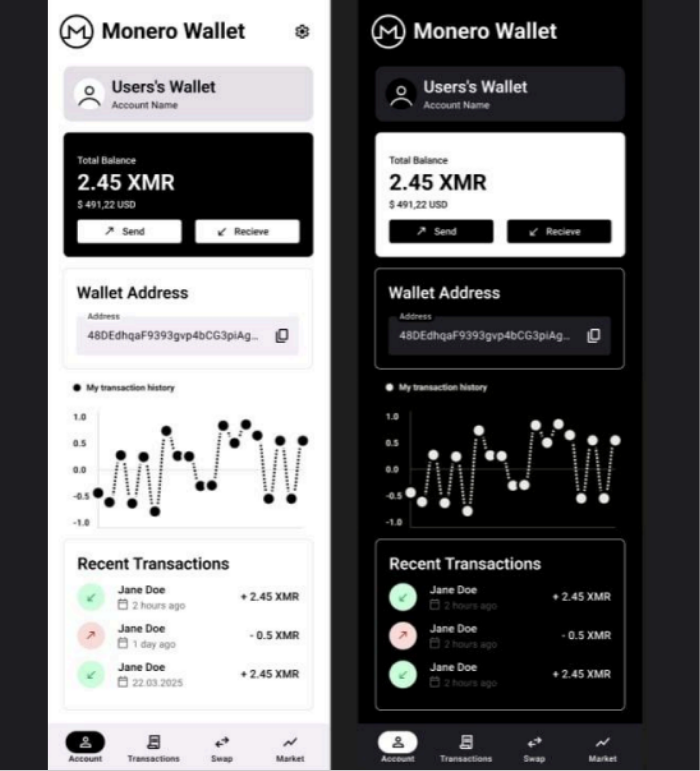 Monero Wallet
Users's Wallet
Account Name
Total Balance
2.45 XMR
$ 491,22 USD
Send
Recieve
Wallet Address
Address
48DEdhqaF9393gvp4bCG3piAg...
My transaction history
1.0
0.5
0.0
-0.5
-1.0
Recent Transactions
Jane Doe
2 hours ago
+ 2.45 XMR
Jane Doe
1 day ago
- 0.5 XMR
Jane Doe
22.03.2025
+ 2.45 XMR
Account
Transactions
Swap
Market
Monero Wallet
Users's Wallet
Account Name
Total Balance
2.45 XMR
$ 491,22 USD
Send
Recieve
Wallet Address
Address
48DEdhqaF9393gvp4bCG3piAg...
My transaction history
1.0
0.5
0.0
-0.5
-1.0
Recent Transactions
Jane Doe
2 hours ago
+ 2.45 XMR
Jane Doe
2 hours ago
- 0.5 XMR
Jane Doe
2 hours ago
+ 2.45 XMR
Account
Transactions
Swap
Market